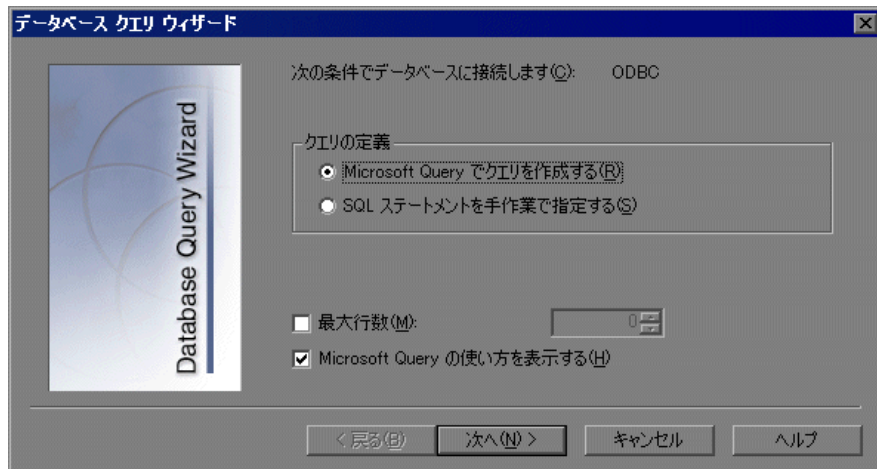 データベース クエリ ウィザード
Database Query Wizard
次の条件でデータベースに接続します(C): ODBC
クエリの定義
Microsoft Query でクエリを作成する(R)
SQL ステートメントを手作業で指定する(S)
最大行数(M): 0
Microsoft Query の使い方を表示する(H)
< 戻る(B) 次へ(N) > キャンセル ヘルプ